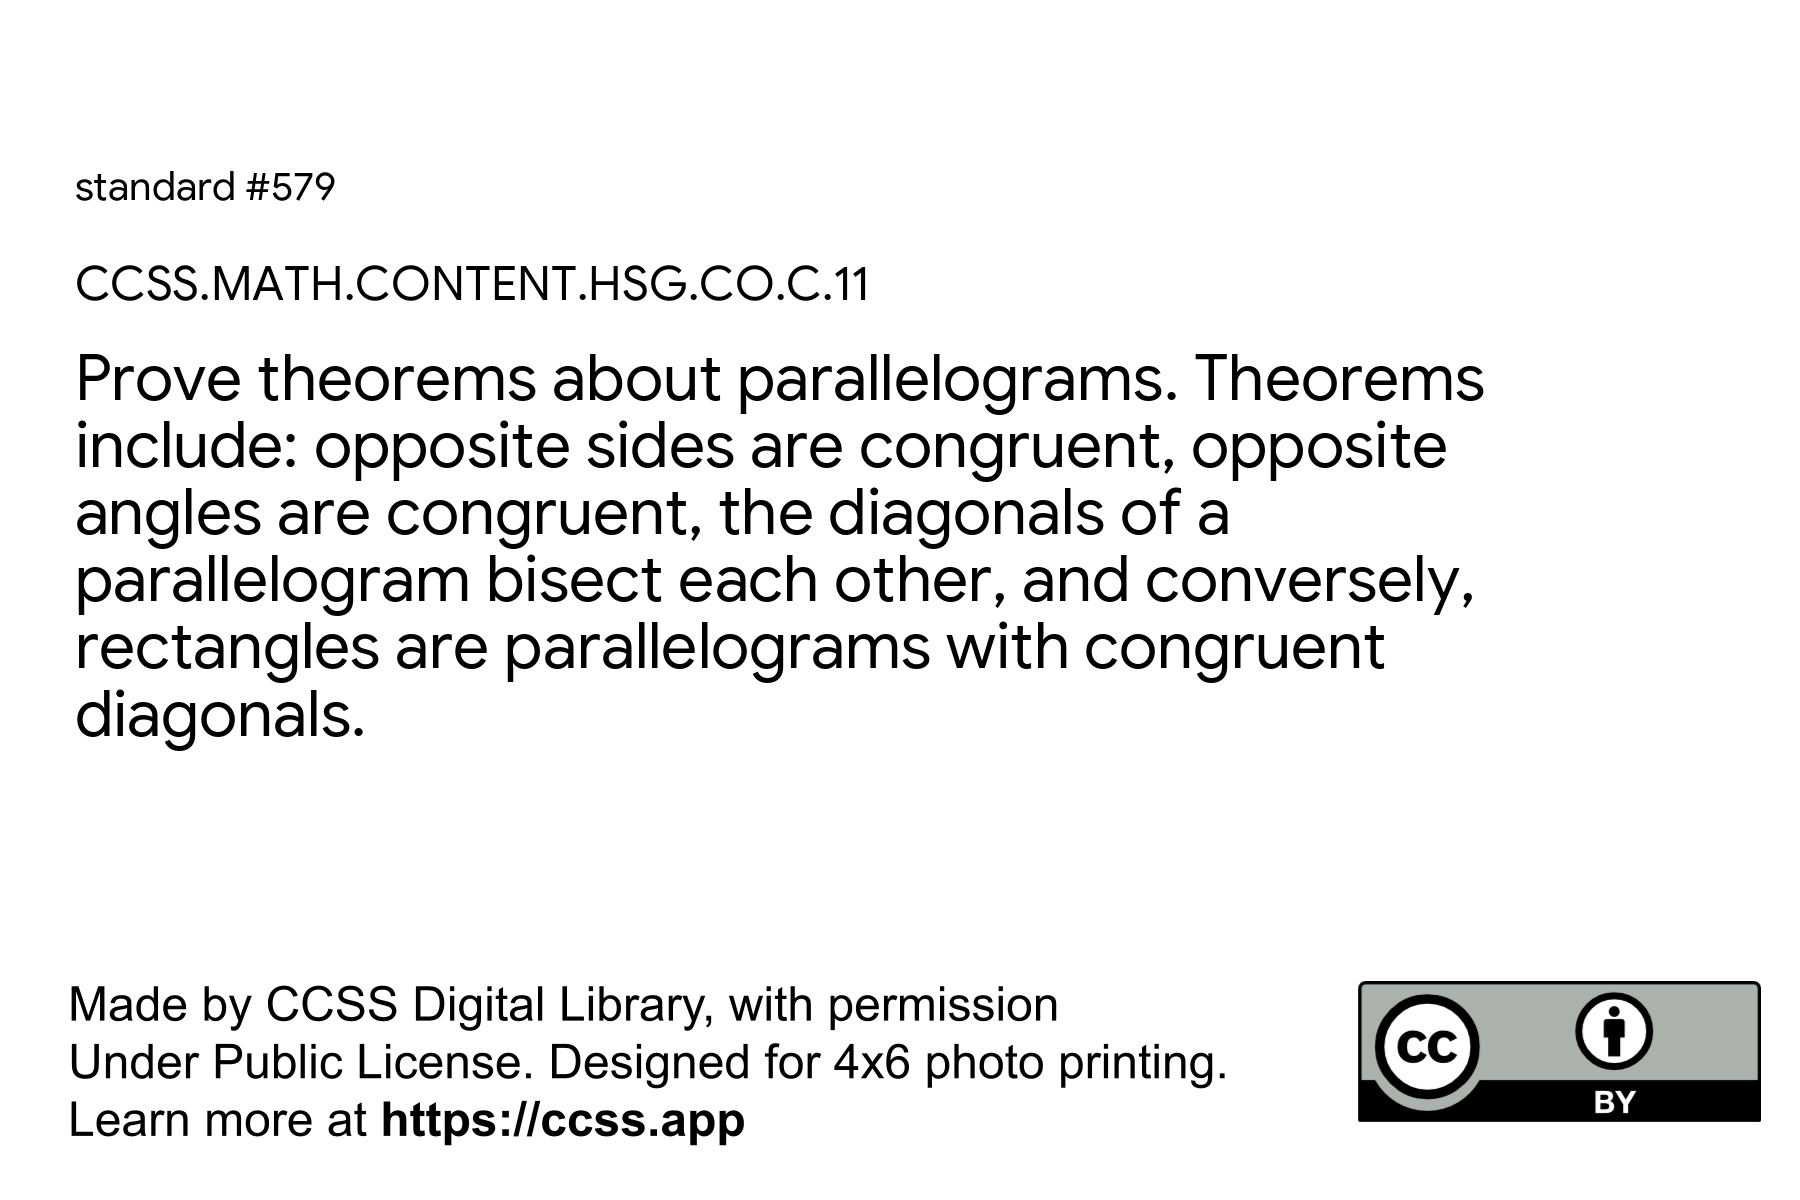 standard #579
CCSS.MATH.CONTENT.HSG.CO.C.11
Prove theorems about parallelograms. Theorems
include: opposite sides are congruent, opposite
angles are congruent, the diagonals of a
parallelogram bisect each other, and conversely,
rectangles are parallelograms with congruent
diagonals.
Made by CCSS Digital Library, with permission
Under Public License. Designed for 4x6 photo printing.
Learn more at https://ccss.app
cc
BY